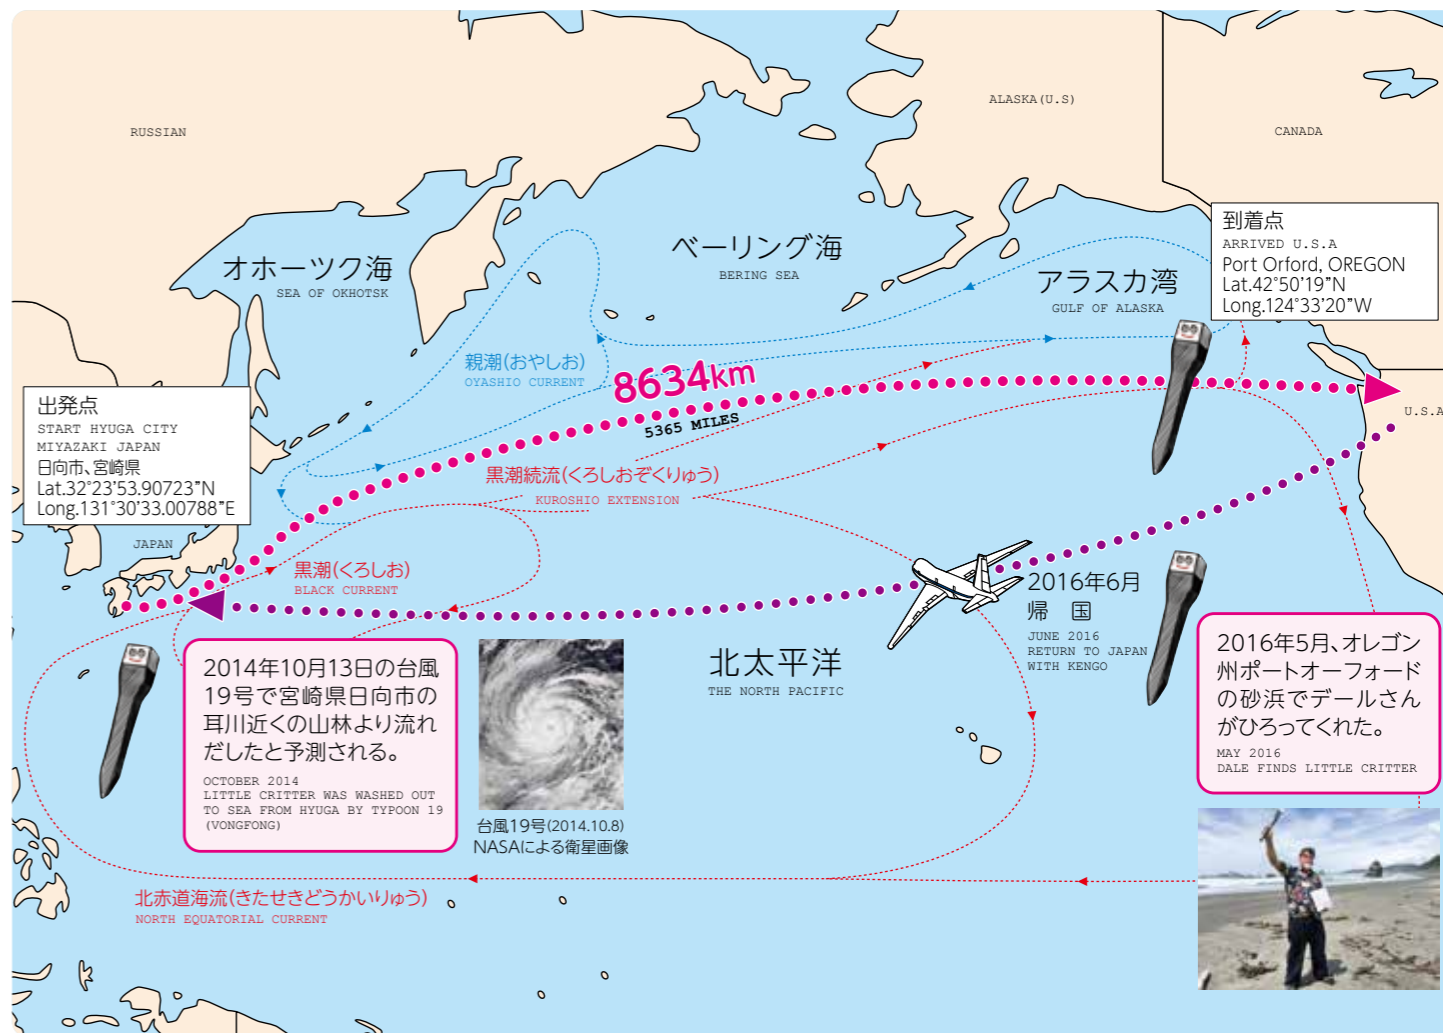 RUSSIAN
ALASKA(U.S)
CANADA
オホーツク海
SEA OF OKHOTSK
ベーリング海
BERING SEA
アラスカ湾
GULF OF ALASKA
到着点
ARRIVED U.S.A
Port Orford, OREGON
Lat.42°50’19”N
Long.124°33’20”W
親潮(おやしお)
OYASHIO CURRENT
8634km
5365 MILES
U.S.A
出発点
START HYUGA CITY
MIYAZAKI JAPAN
日向市、宮崎県
Lat.32°23’53.90723”N
Long.131°30’33.00788”E
JAPAN
黒潮続流(くろしおぞくりゅう)
KUROSHIO EXTENSION
黒潮(くろしお)
BLACK CURRENT
2016年6月
帰 国
JUNE 2016
RETURN TO JAPAN
WITH KENGO
北太平洋
THE NORTH PACIFIC
2014年10月13日の台風
19号で宮崎県日向市の
耳川近くの山林より流れ
だしたと予測される。
OCTOBER 2014
LITTLE CRITTER WAS WASHED OUT
TO SEA FROM HYUGA BY TYPOON 19
(VONGFONG)
台風19号(2014.10.8)
NASAによる衛星画像
2016年5月、オレゴン
州ポートオーフォード
の砂浜でデールさん
がひろってくれた。
MAY 2016
DALE FINDS LITTLE CRITTER
北赤道海流(きたせきどうかいりゅう)
NORTH EQUATORIAL CURRENT